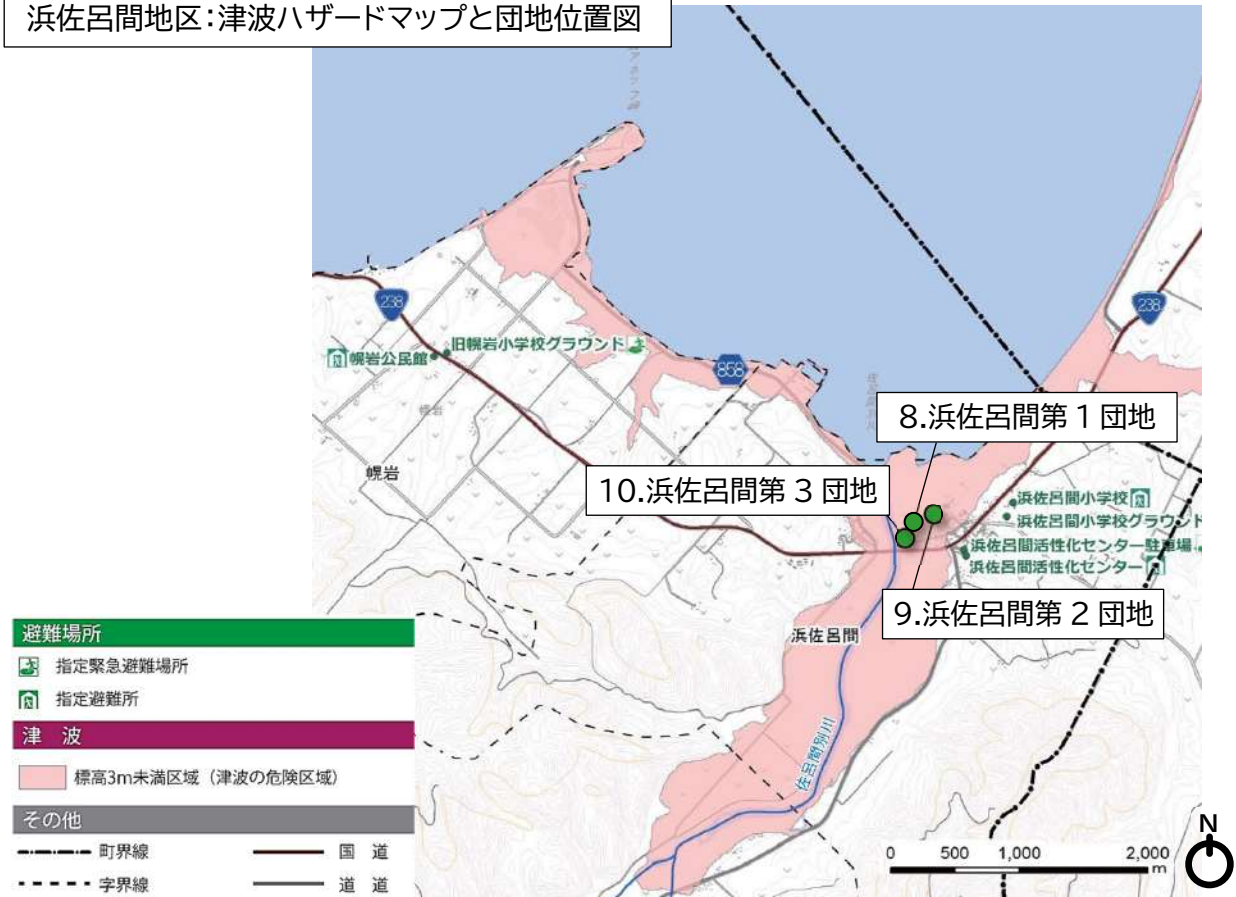 浜佐呂間地区：津波ハザードマップと団地位置図
238
238
幌岩公民館
旧幌岩小学校グラウンド
858
幌岩
幌岩
8.浜佐呂間第１団地
10.浜佐呂間第３団地
浜佐呂間小学校
浜佐呂間小学校グラウンド
浜佐呂間活性化センター駐車場
浜佐呂間活性化センター
9.浜佐呂間第２団地
浜佐呂間
佐呂間別川
避難場所
指定緊急避難場所
指定避難所
津 波
標高3m未満区域（津波の危険区域）
その他
町界線
国 道
字界線
道 道
0 500 1,000 2,000
m
N